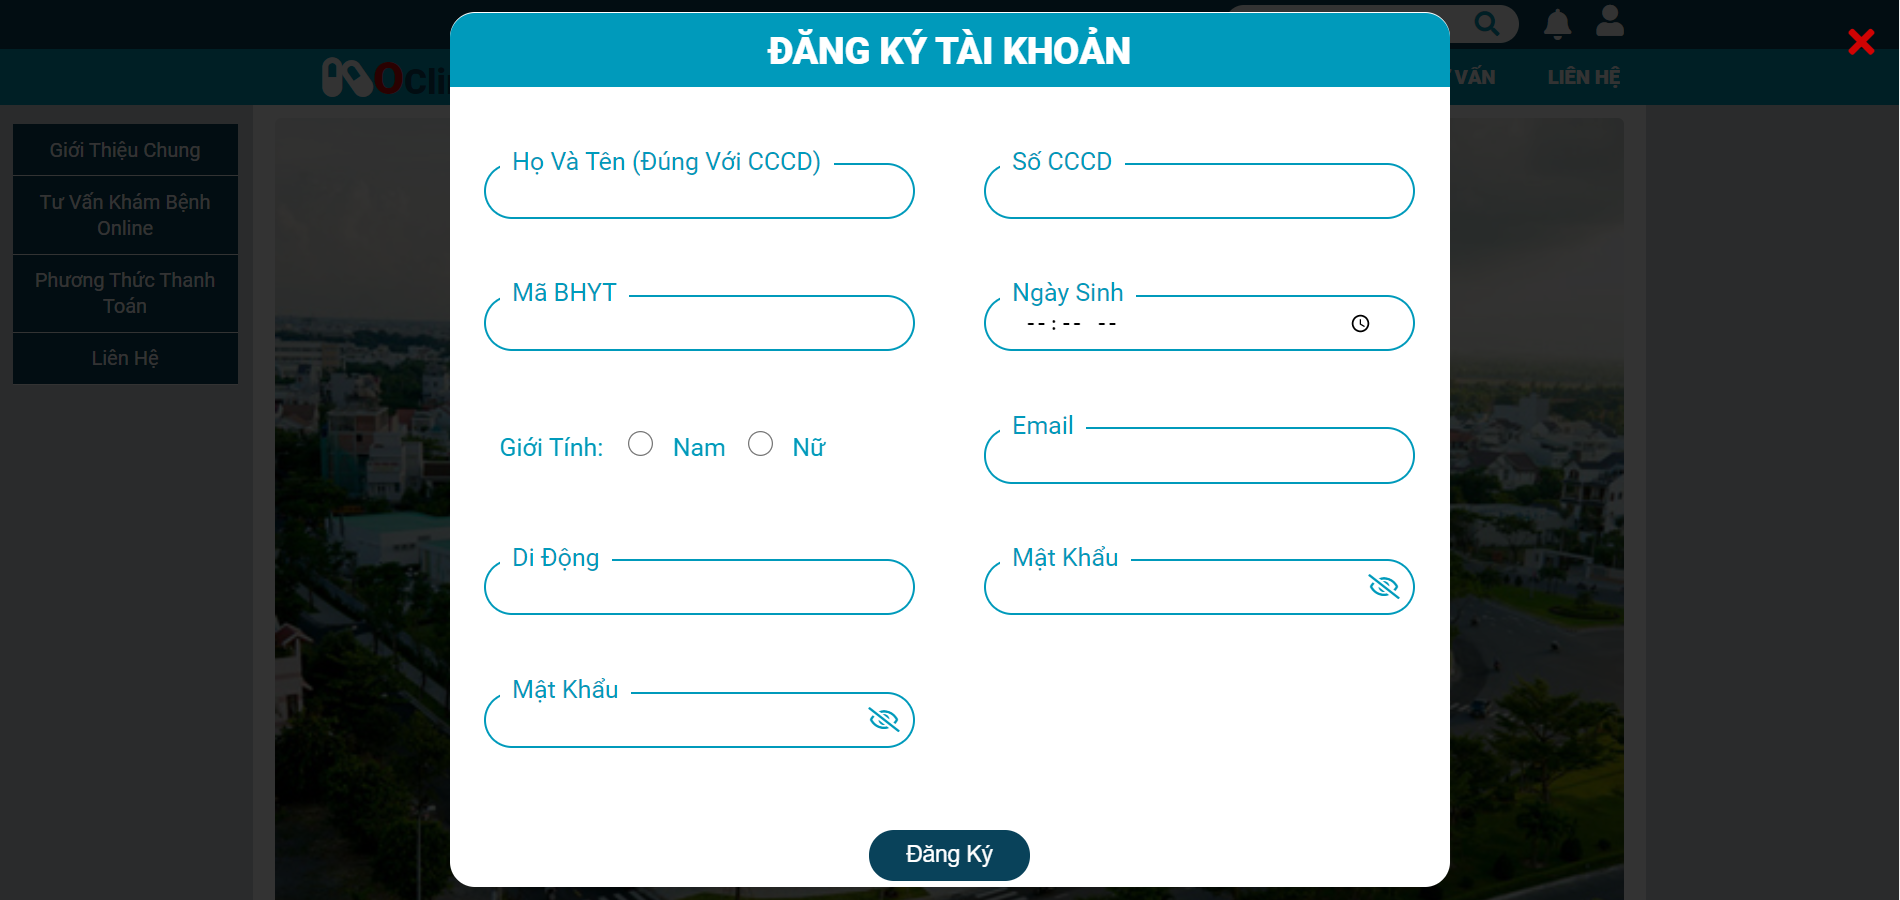 ĐĂNG KÝ TÀI KHOẢN
OCli
VẤN
LIÊN HỆ
Giới Thiệu Chung
Tư Vấn Khám Bệnh
Online
Phương Thức Thanh
Toán
Liên Hệ
Họ Và Tên (Đúng Với CCCD)
Số CCCD
Mã BHYT
Ngày Sinh
--:-- --
Giới Tính: Nam Nữ
Email
Di Động
Mật Khẩu
Mật Khẩu
Đăng Ký